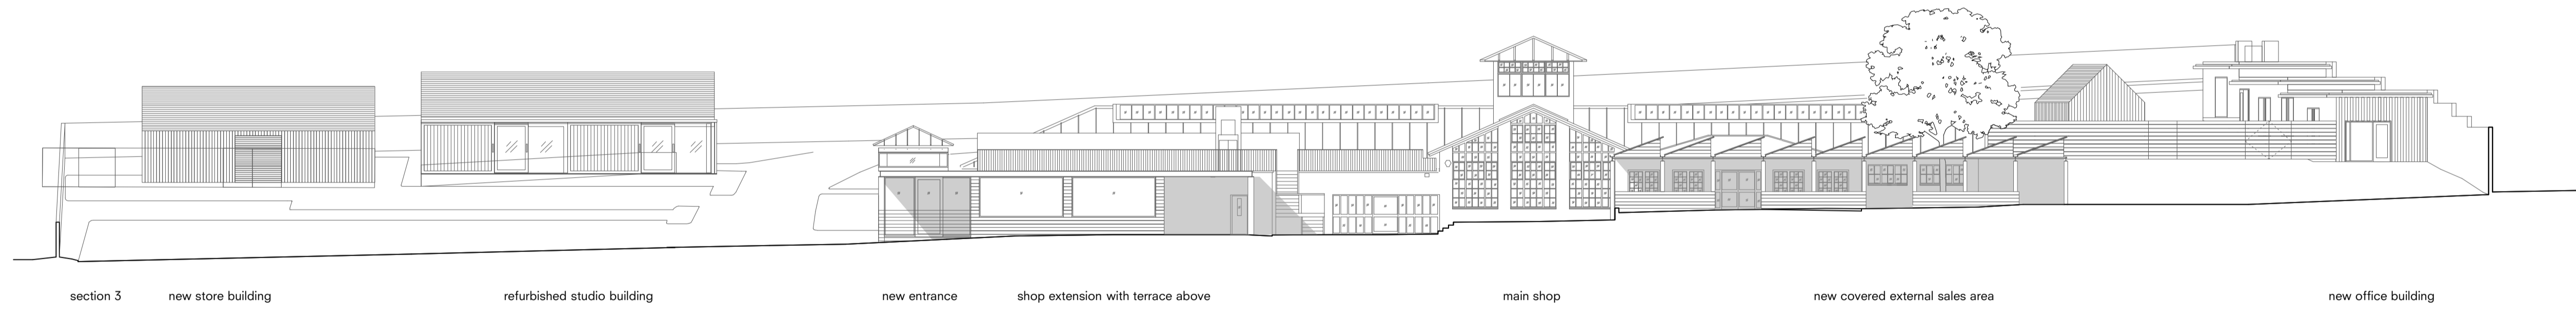 section 3
new store building
refurbished studio building
new entrance
shop extension with terrace above
main shop
new covered external sales area
new office building